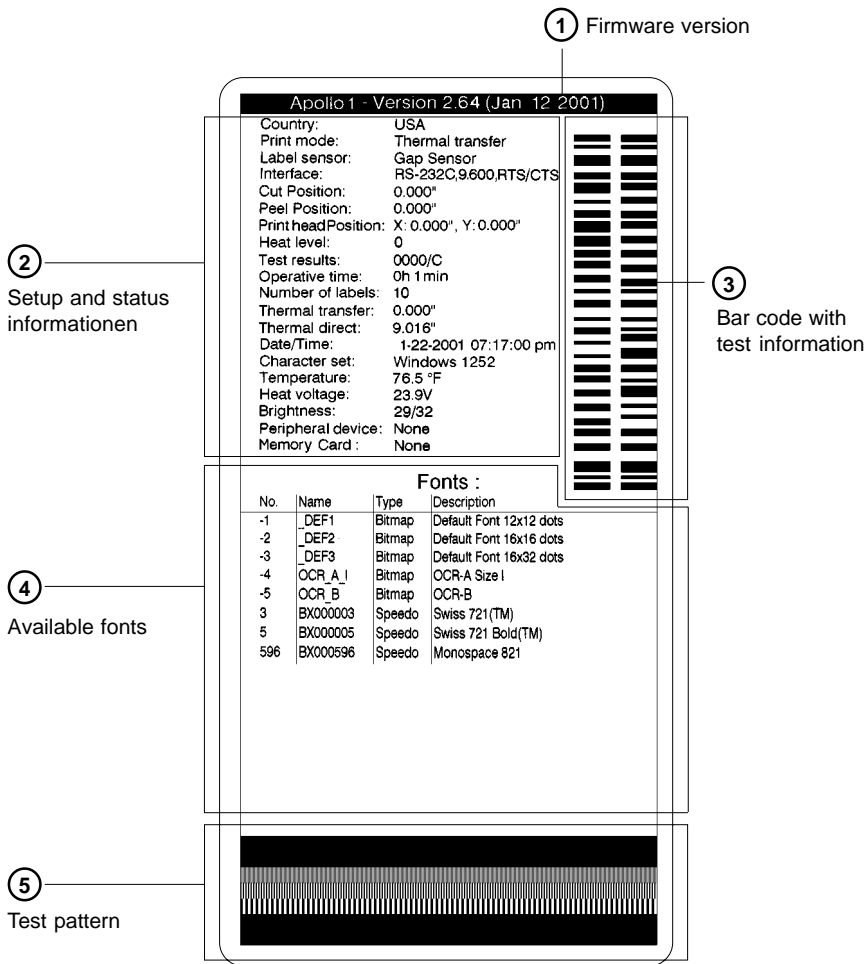 1 Firmware version
Apollo 1 - Version 2.64 (Jan 12 2001)
Country: USA
Print mode: Thermal transfer
Label sensor: Gap Sensor
Interface: RS-232C,9.600,RTS/CTS
Cut Position: 0.000"
Peel Position: 0.000"
Print head Position: X: 0.000", Y: 0.000"
Heat level: 0
Test results: 0000/C
Operative time: 0h 1 min
Number of labels: 10
Thermal transfer: 0.000"
Thermal direct: 9.016"
Date/Time: 1-22-2001 07:17:00 pm
Character set: Windows 1252
Temperature: 76.5 °F
Heat voltage: 23.9V
Brightness: 29/32
Peripheral device: None
Memory Card : None
2
Setup and status
informationen
3
Bar code with
test information
Fonts :
No. Name Type Description
-1 _DEF1 Bitmap Default Font 12x12 dots
-2 _DEF2 Bitmap Default Font 16x16 dots
-3 _DEF3 Bitmap Default Font 16x32 dots
-4 OCR_A_I Bitmap OCR-A Size I
-5 OCR_B Bitmap OCR-B
3 BX000003 Speedo Swiss 721(TM)
5 BX000005 Speedo Swiss 721 Bold(TM)
596 BX000596 Speedo Monospace 821
4
Available fonts
5
Test pattern